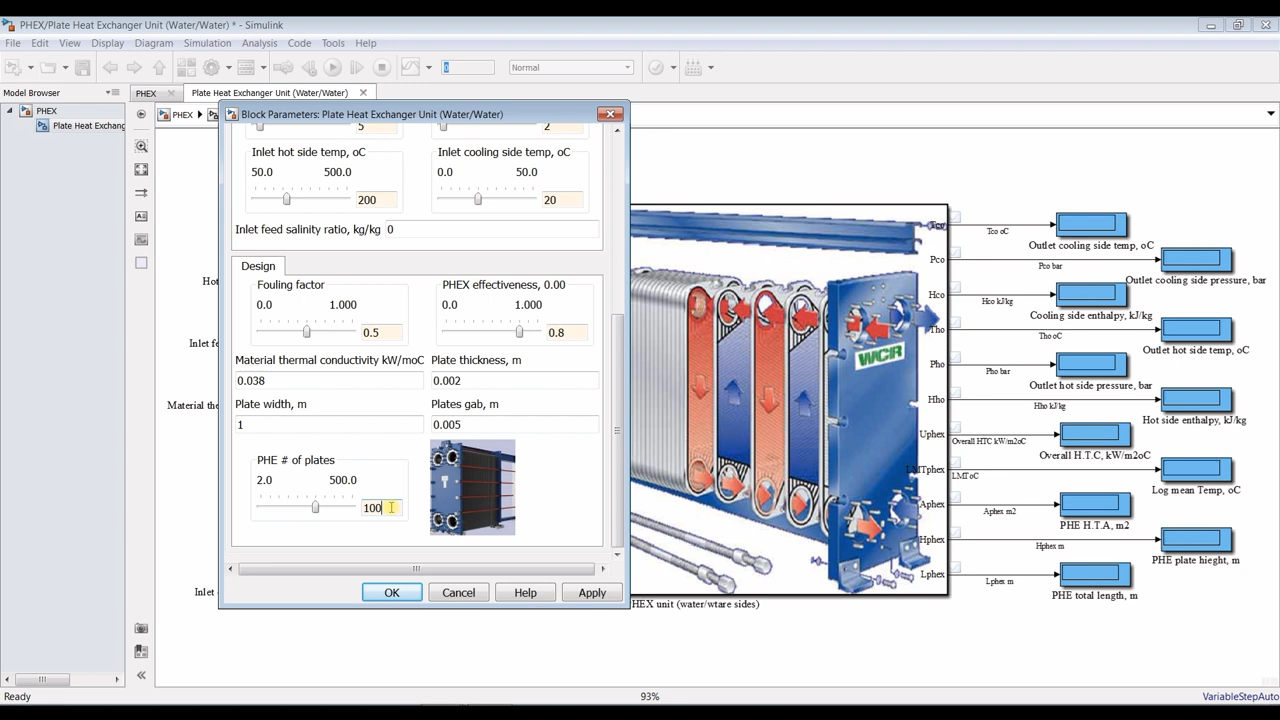 PHEX/Plate Heat Exchanger Unit (Water/Water) * - Simulink
File Edit View Display Diagram Simulation Analysis Code Tools Help
0 Normal
Model Browser
PHEX Plate Heat Exchanger Unit (Water/Water)
PHEX
Plate Heat Exchang
PHEX
Block Parameters: Plate Heat Exchanger Unit (Water/Water)
5 2
Inlet hot side temp, oC Inlet cooling side temp, oC
50.0 500.0 0.0 50.0
200 20
Inlet feed salinity ratio, kg/kg 0
Design
Fouling factor PHEX effectiveness, 0.00
0.0 1.000 0.0 1.000
0.5 0.8
Material thermal conductivity kW/moC Plate thickness, m
0.038 0.002
Plate width, m Plates gab, m
1 0.005
PHE # of plates
2.0 500.0
100
OK Cancel Help Apply
Hot
Inlet fe
Material the
Inlet c
WCR
Tco
Tco oC
Outlet cooling side temp, oC
Pco
Pco bar
Outlet cooling side pressure, bar
Hco
Hco kJ/kg
Cooling side enthalpy, kJ/kg
Tho
Tho oC
Outlet hot side temp, oC
Pho
Pho bar
Outlet hot side pressure, bar
Hho
Hho kJ/kg
Hot side enthalpy, kJ/kg
Uphex
Overall HTC, kW/m2oC
Overall H.T.C, kW/m2oC
LMTphex
LMT oC
Log mean Temp, oC
Aphex
Aphex m2
PHE H.T.A, m2
Hphex
Hphex m
PHE plate hieght, m
Lphex
Lphex m
PHE total length, m
HEX unit (water/wtare sides)
Ready 93% VariableStepAuto